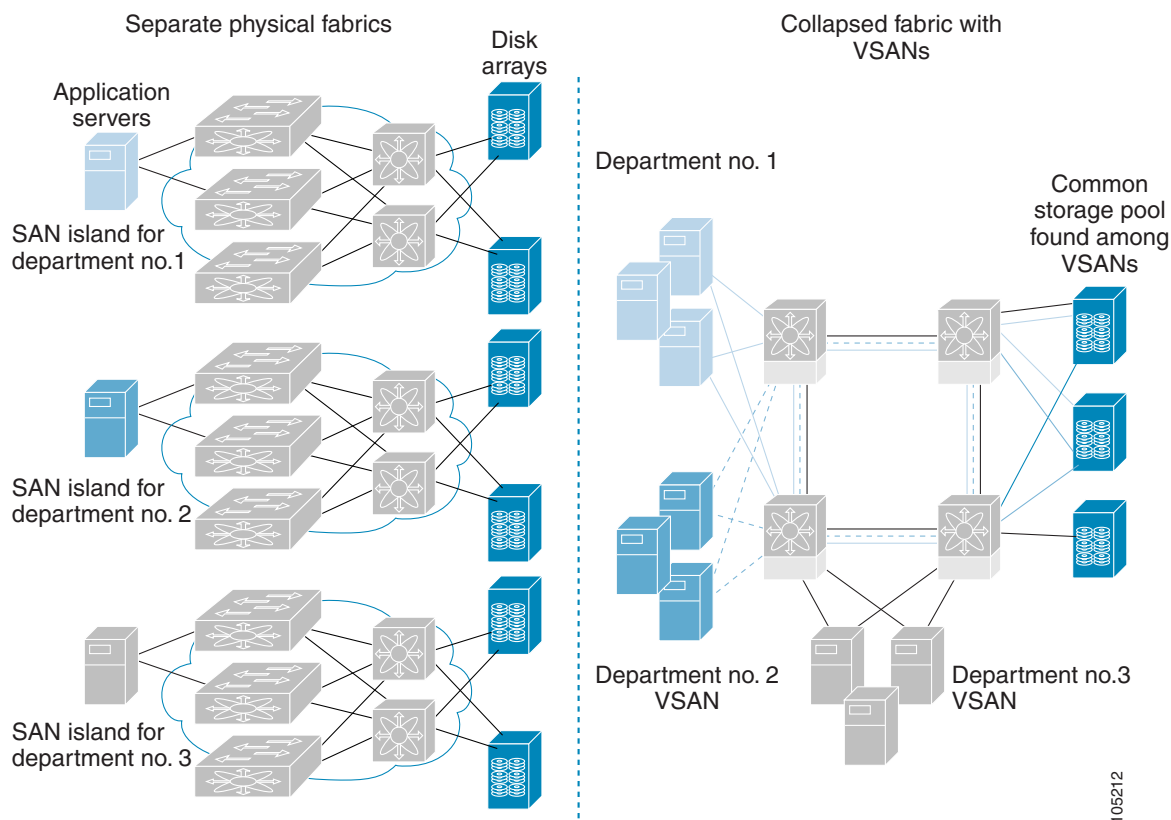 Separate physical fabrics
Disk
arrays
Application
servers
SAN island for
department no.1
SAN island for
department no. 2
SAN island for
department no. 3
Collapsed fabric with
VSANs
Department no. 1
Common
storage pool
found among
VSANs
Department no. 2
VSAN
Department no.3
VSAN
105212